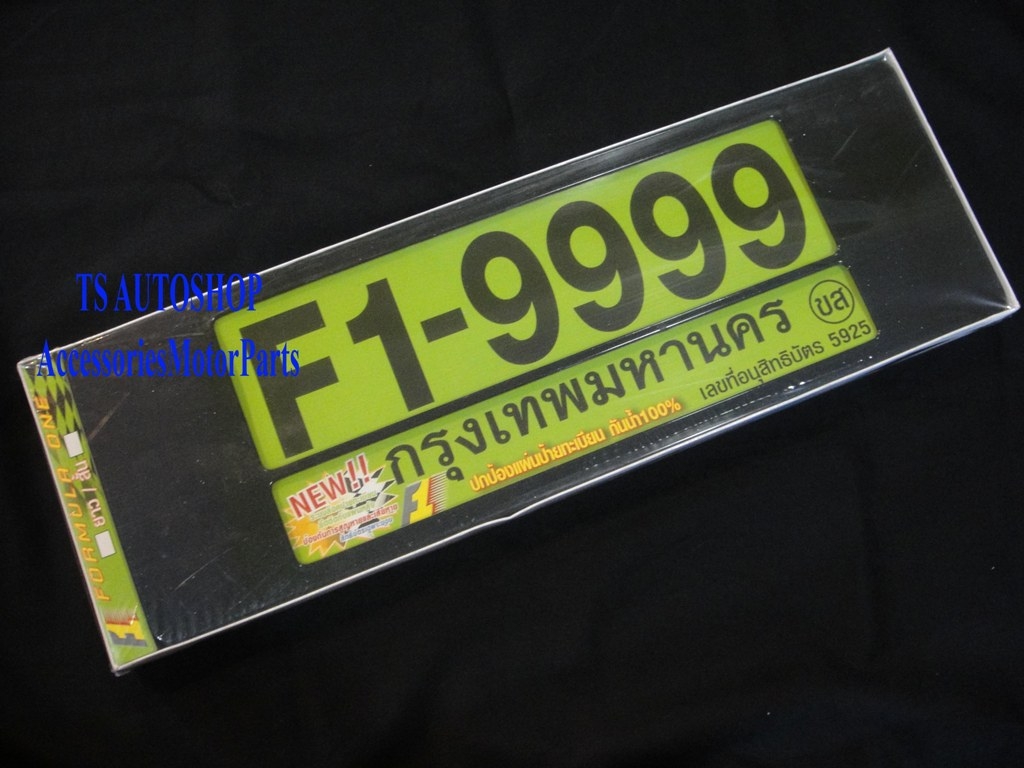 TS AUTOSHOP
AccessoriesMotorParts
F1-9999
กรุงเทพมหานคร
ขส
เลขที่อนุสิทธิบัตร 5925
ปกป้องแผ่นป้ายทะเบียน กันน้ำ100%
NEW!!
F1
FORMULA ONE
F1